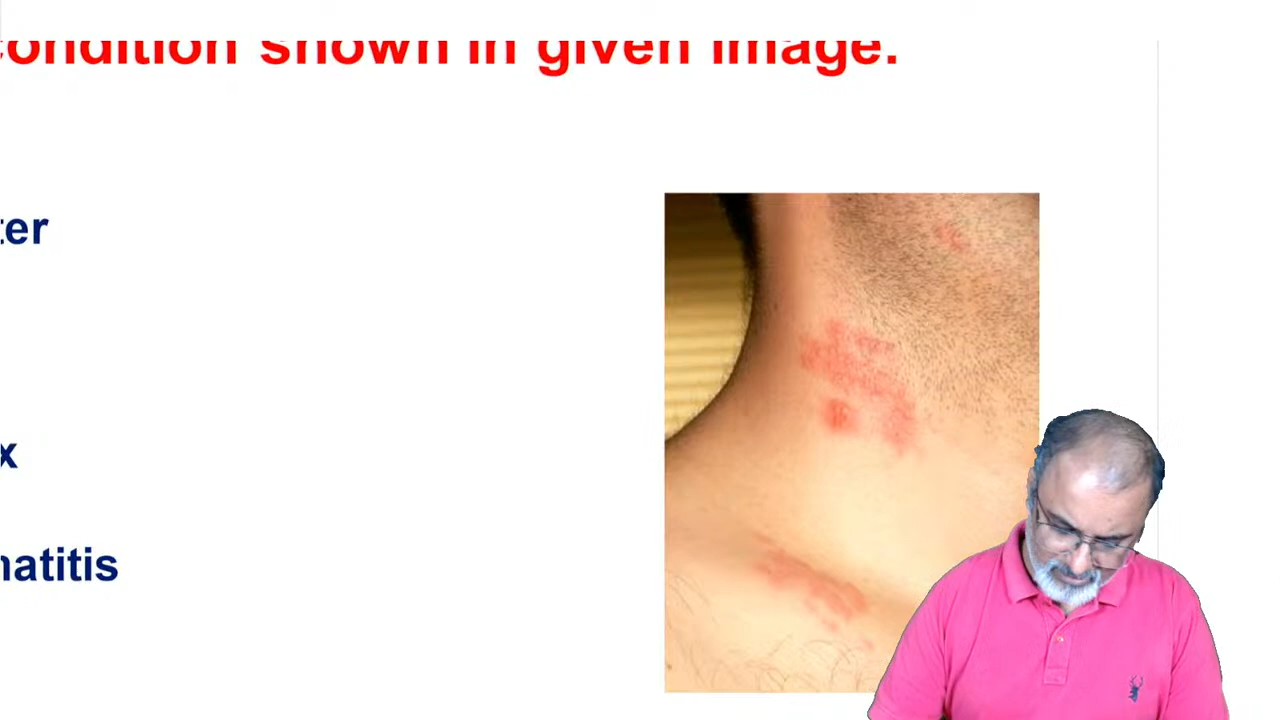 condition shown in given image.
ter
x
natitis